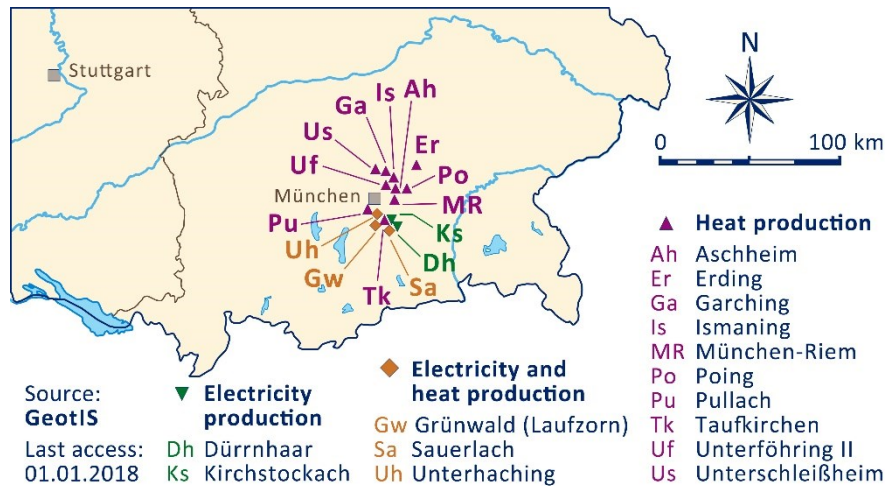 Stuttgart
N
0 100 km
Is Ah
Ga
Us Er
Uf Po
München
MR
Pu
Ks
Uh
Dh
Gw Sa
Tk
Heat production
Ah Aschheim
Er Erding
Ga Garching
Is Ismaning
MR München-Riem
Po Poing
Pu Pullach
Tk Taufkirchen
Uf Unterföhring II
Us Unterschleißheim
Electricity and
heat production
Gw Grünwald (Laufzorn)
Sa Sauerlach
Uh Unterhaching
Electricity
production
Dh Dürrnhaar
Ks Kirchstockach
Source:
GeotIS
Last access:
01.01.2018